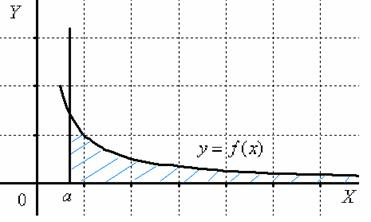 Y
y = f(x)
0 a X